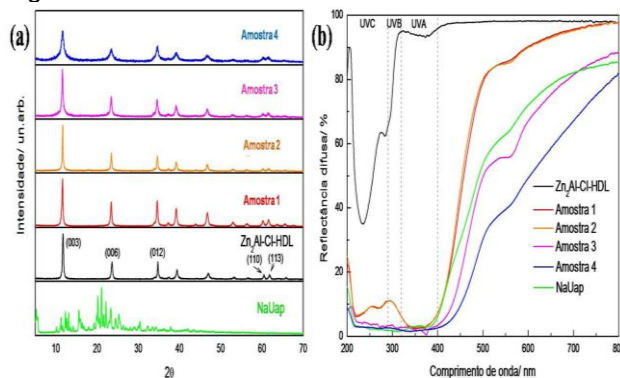 (a)
Intensidade/ un.arb.
Amostra 4
Amostra 3
Amostra 2
Amostra 1
Zn2Al-Cl-HDL
(003)
(006)
(012)
(110)
(113)
NaUap
10 20 30 40 50 60 70
2θ
(b)
UVC UVB UVA
Reflectância difusa/ %
100
80
60
40
20
0
Zn2Al-Cl-HDL
Amostra 1
Amostra 2
Amostra 3
Amostra 4
NaUap
200 300 400 500 600 700 800
Comprimento de onda/ nm